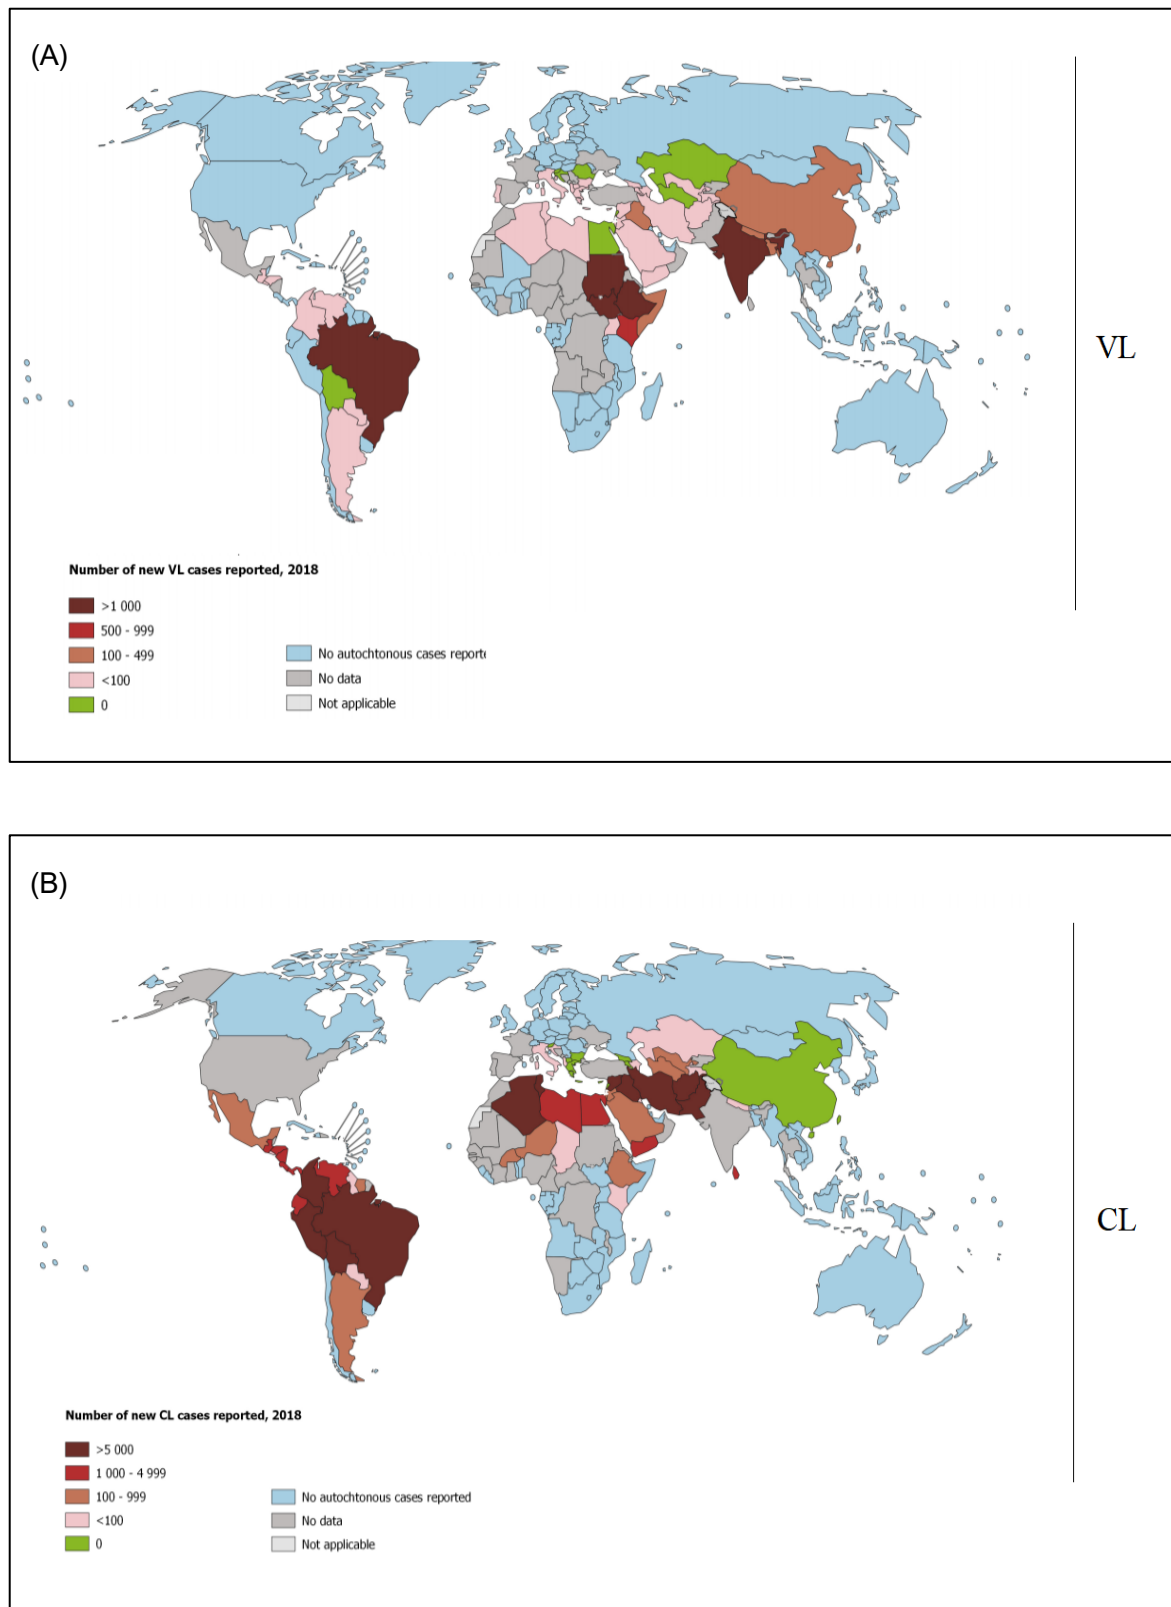 (A)
VL
Number of new VL cases reported, 2018
>1 000
500 - 999
100 - 499
<100
0
No autochtonous cases reporte
No data
Not applicable
(B)
CL
Number of new CL cases reported, 2018
>5 000
1 000 - 4 999
100 - 999
<100
0
No autochtonous cases reported
No data
Not applicable